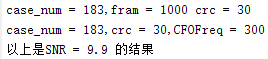 case_num = 183,fram = 1000 crc = 30
case_num = 183,crc = 30,CFOFreq = 300
以上是SNR = 9.9 的结果